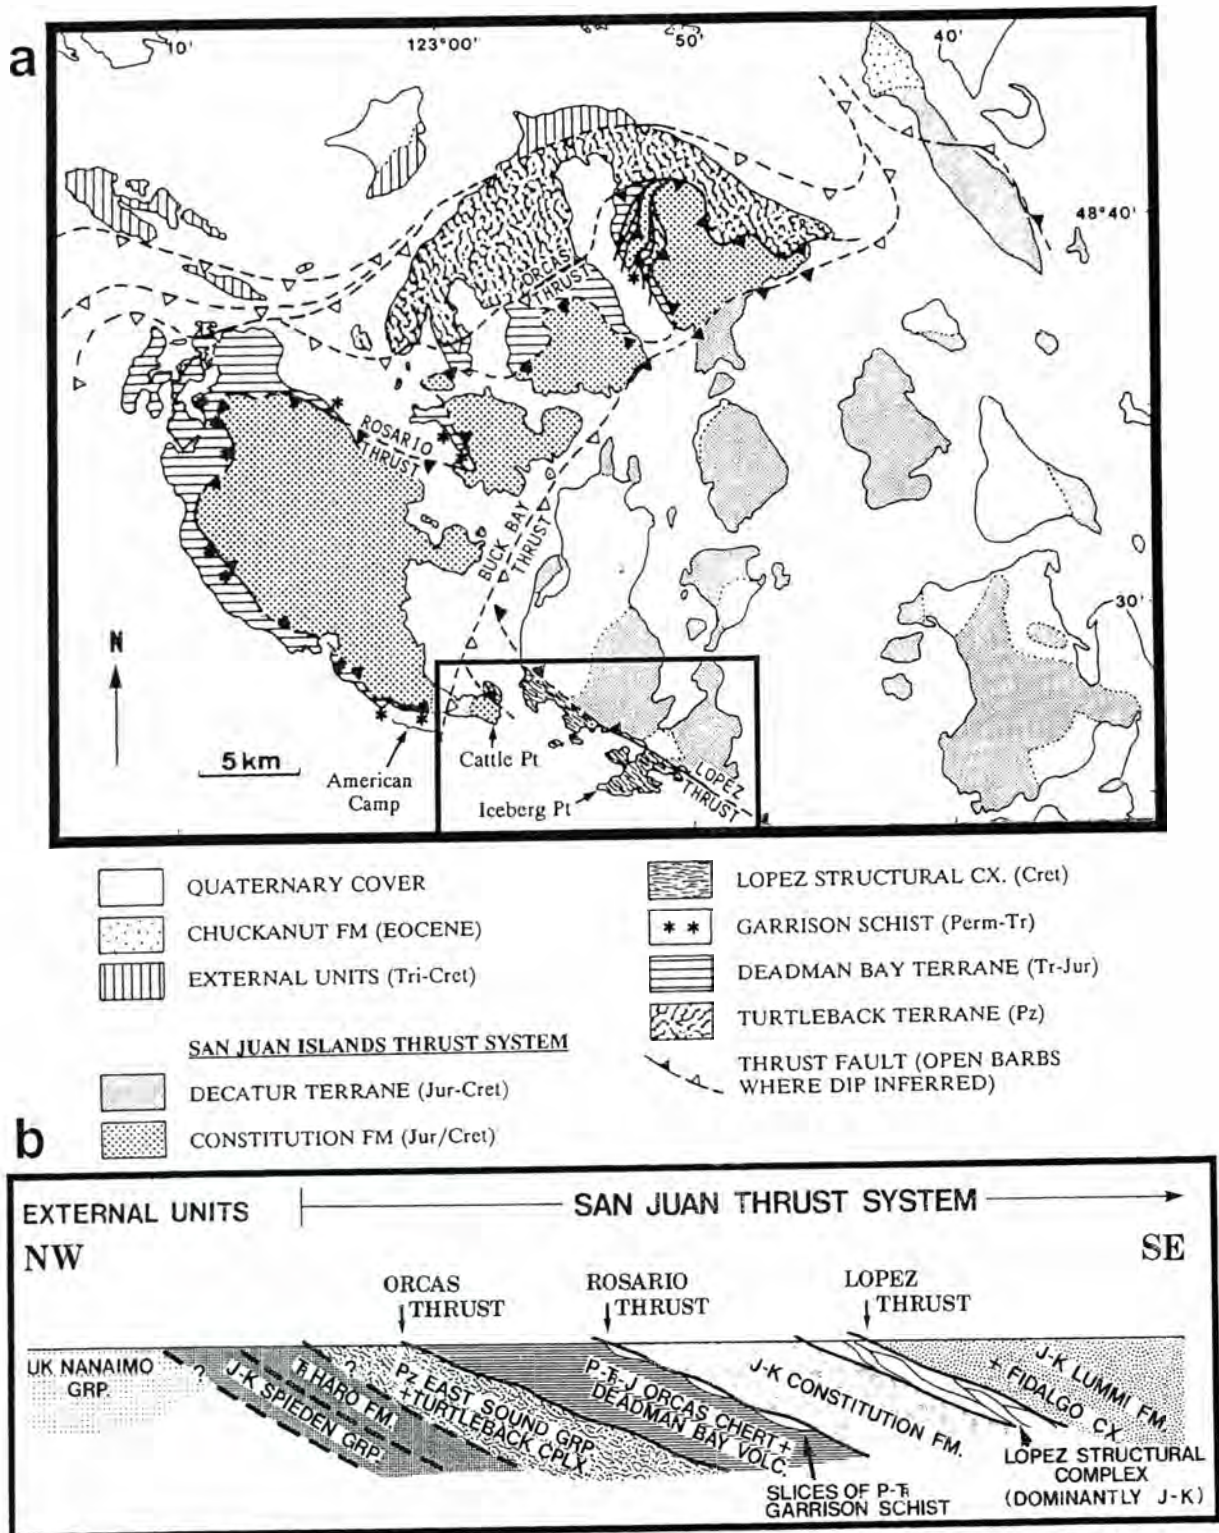 a
10'
123°00'
50'
40'
48°40'
ORCAS
THRUST
ROSARIO
THRUST
BUCK BAY
THRUST
30'
N
5 km
American
Camp
Cattle Pt
Iceberg Pt
LOPEZ
THRUST
QUATERNARY COVER
CHUCKANUT FM (EOCENE)
EXTERNAL UNITS (Tri-Cret)
SAN JUAN ISLANDS THRUST SYSTEM
DECATUR TERRANE (Jur-Cret)
CONSTITUTION FM (Jur/Cret)
LOPEZ STRUCTURAL CX. (Cret)
GARRISON SCHIST (Perm-Tr)
DEADMAN BAY TERRANE (Tr-Jur)
TURTLEBACK TERRANE (Pz)
THRUST FAULT (OPEN BARBS
WHERE DIP INFERRED)
b
EXTERNAL UNITS
SAN JUAN THRUST SYSTEM
NW
SE
ORCAS
THRUST
ROSARIO
THRUST
LOPEZ
THRUST
UK NANAIMO
GRP.
?
J-K SPIEDEN GRP.
Ꞧ HARO FM.
?
Pz EAST SOUND GRP.
+TURTLEBACK CPLX.
P-Ꞧ-J ORCAS CHERT+
DEADMAN BAY VOLC.
SLICES OF P-Ꞧ
GARRISON SCHIST
J-K CONSTITUTION FM.
J-K LUMMI FM.
+ FIDALGO CX.
LOPEZ STRUCTURAL
COMPLEX
(DOMINANTLY J-K)